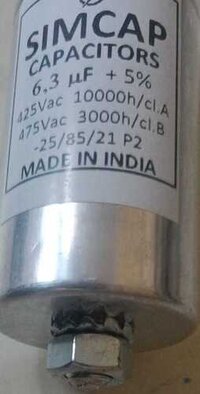 SIMCAP
CAPACITORS
6,3 µF + 5%
425Vac 10000h/cl.A
475Vac 3000h/cl.B
-25/85/21 P2
MADE IN INDIA